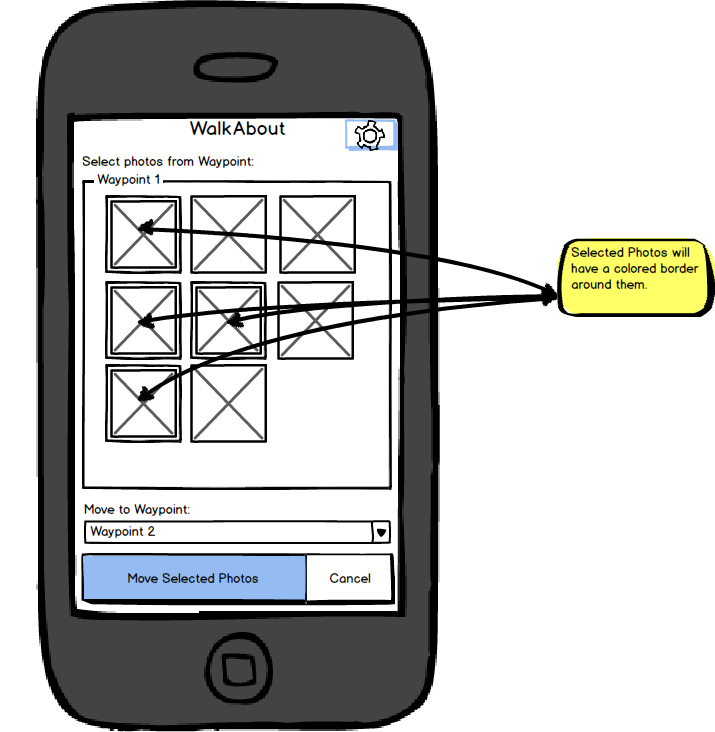 WalkAbout
Select photos from Waypoint:
Waypoint 1
Selected Photos will
have a colored border
around them.
Move to Waypoint:
Waypoint 2
Move Selected Photos
Cancel